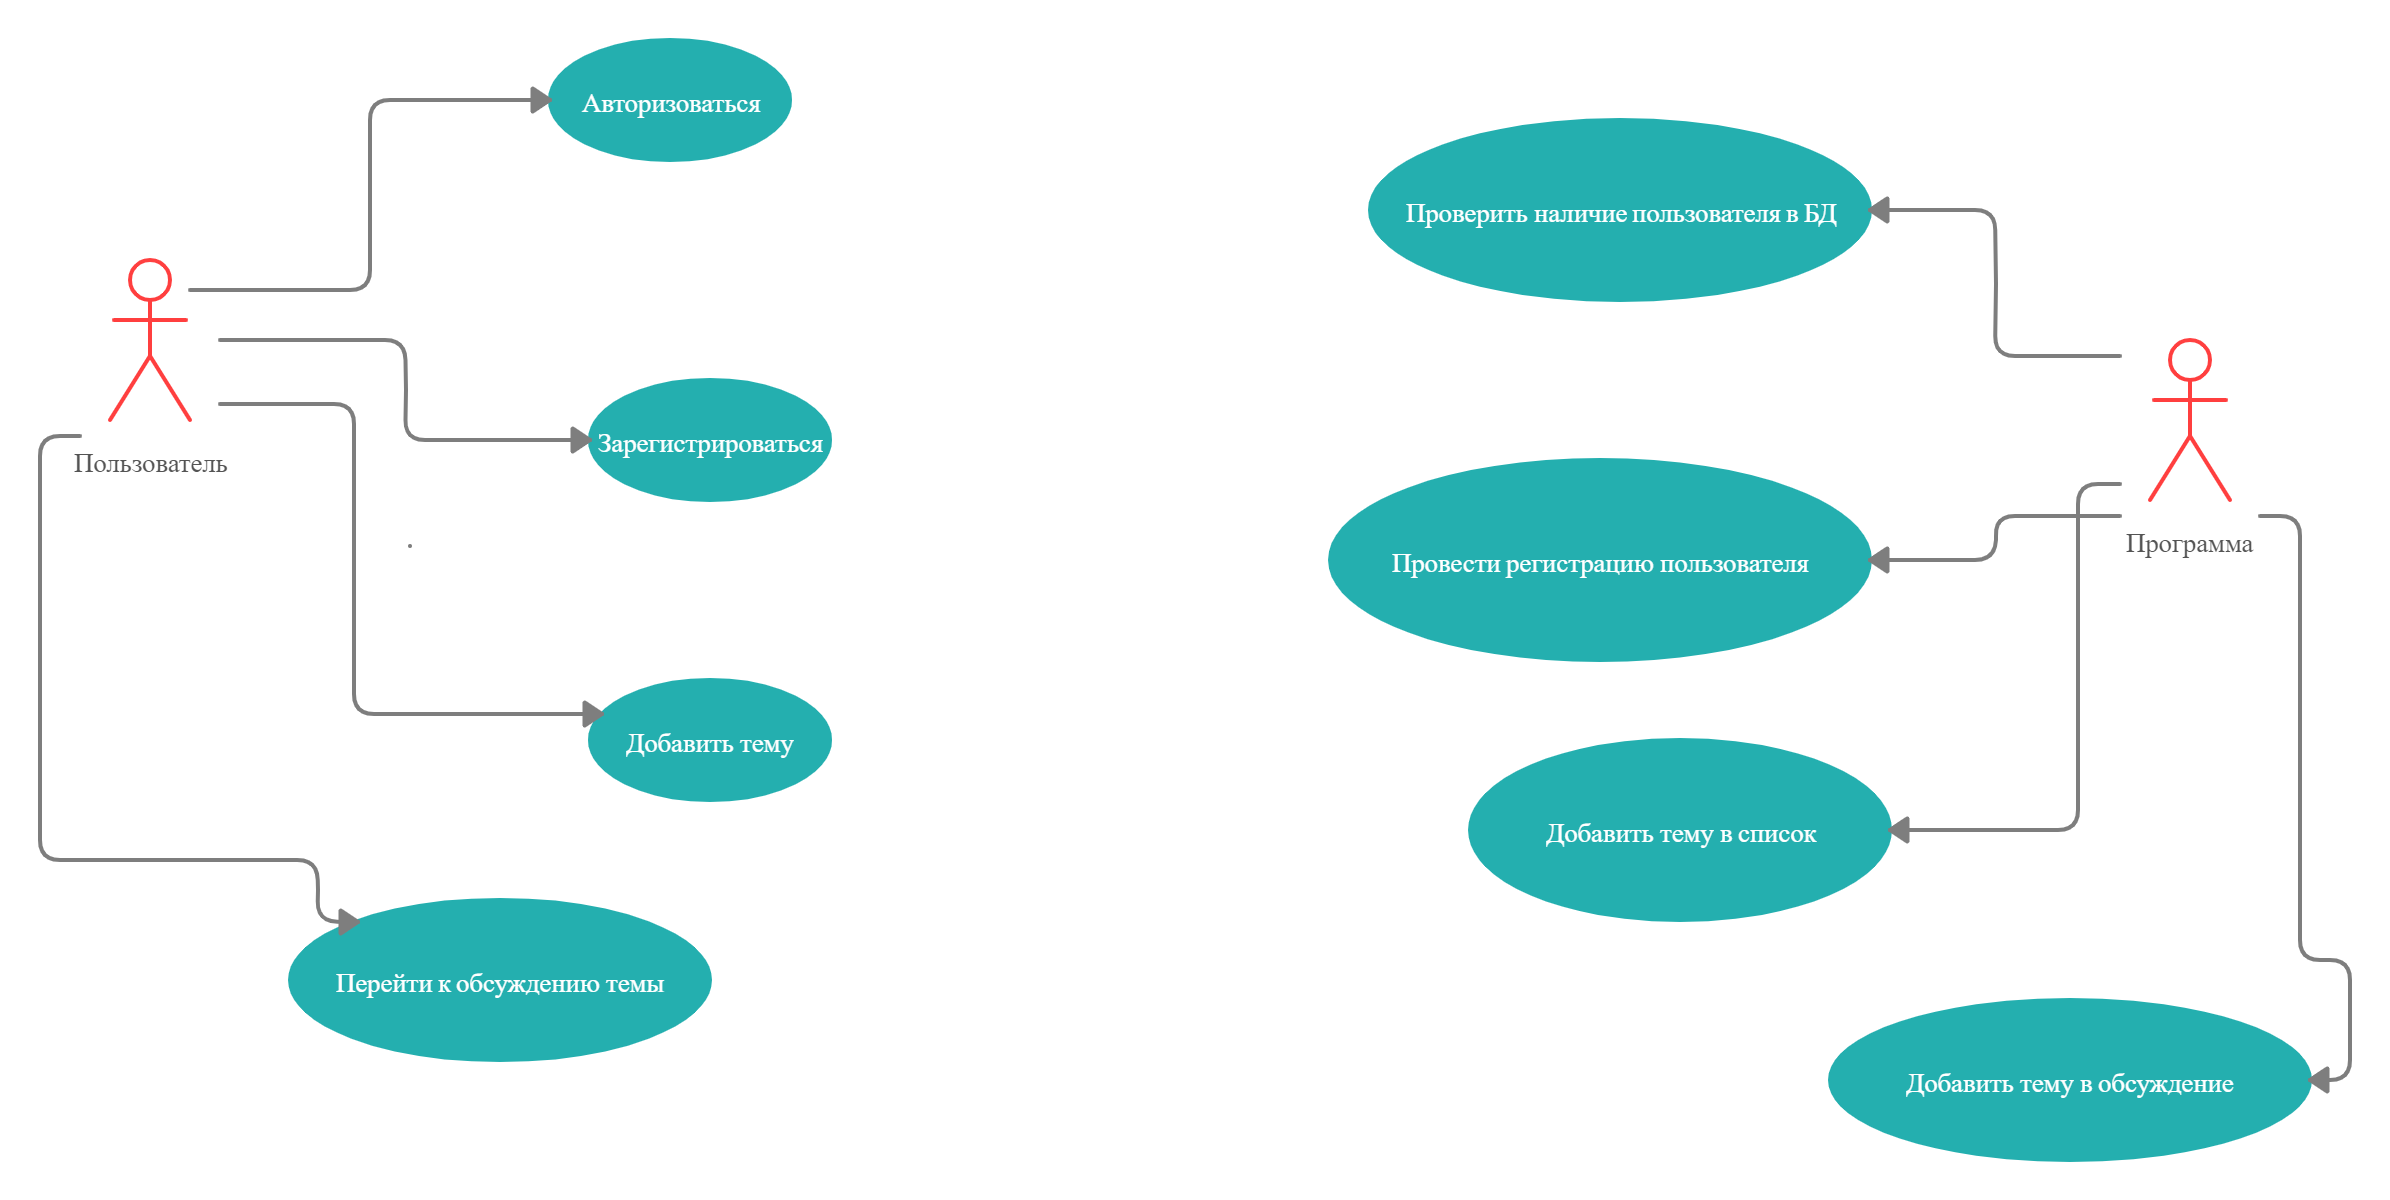 Авторизоваться
Проверить наличие пользователя в БД
Зарегистрироваться
Пользователь
Программа
Провести регистрацию пользователя
Добавить тему
Добавить тему в список
Перейти к обсуждению темы
Добавить тему в обсуждение